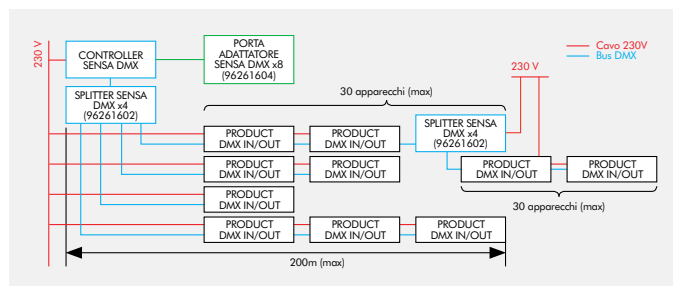 230 V
CONTROLLER
SENSA DMX
PORTA
ADATTATORE
SENSA DMX x8
(96261604)
Cavo 230V
Bus DMX
230 V
SPLITTER SENSA
DMX x4
(96261602)
30 apparecchi (max)
SPLITTER SENSA
DMX x4
(96261602)
PRODUCT
DMX IN/OUT
PRODUCT
DMX IN/OUT
PRODUCT
DMX IN/OUT
PRODUCT
DMX IN/OUT
PRODUCT
DMX IN/OUT
PRODUCT
DMX IN/OUT
30 apparecchi (max)
PRODUCT
DMX IN/OUT
PRODUCT
DMX IN/OUT
PRODUCT
DMX IN/OUT
PRODUCT
DMX IN/OUT
200m (max)